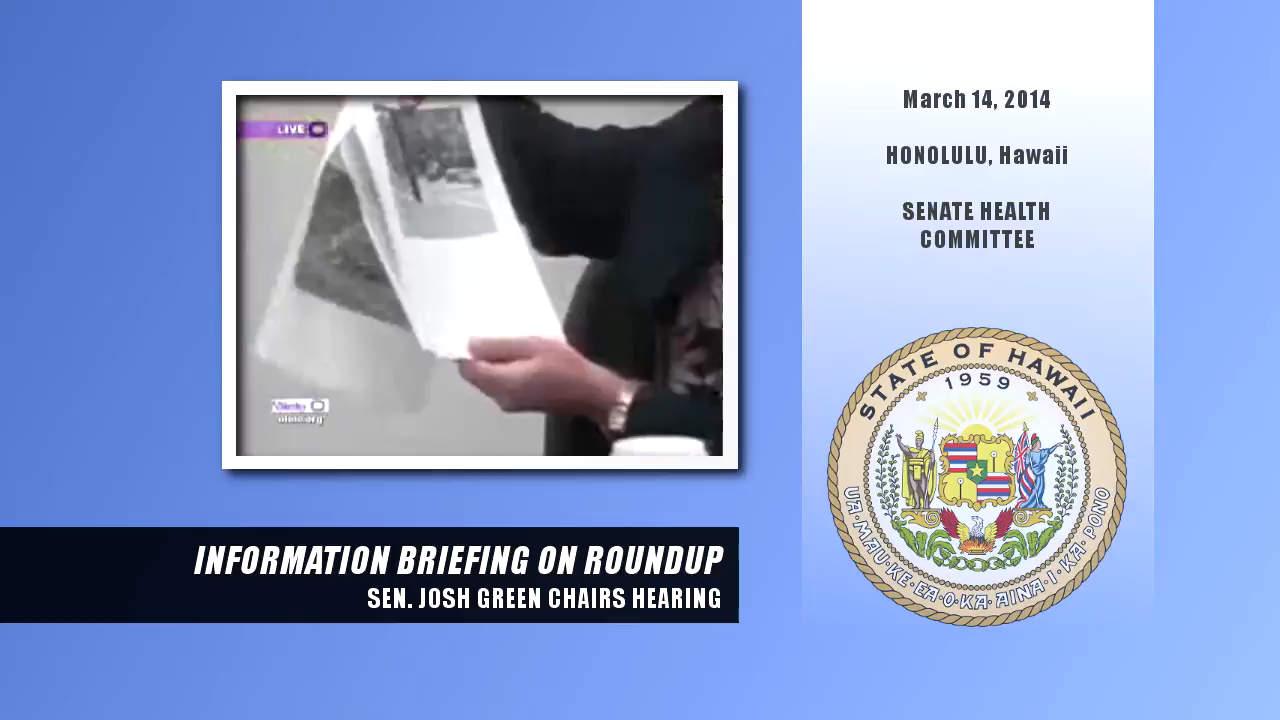 LIVE
olelo.org
INFORMATION BRIEFING ON ROUNDUP
SEN. JOSH GREEN CHAIRS HEARING
March 14, 2014
HONOLULU, Hawaii
SENATE HEALTH
COMMITTEE
STATE OF HAWAII
1959
UA·MAU·KE·EA·O·KA·AINA·I·KA·PONO